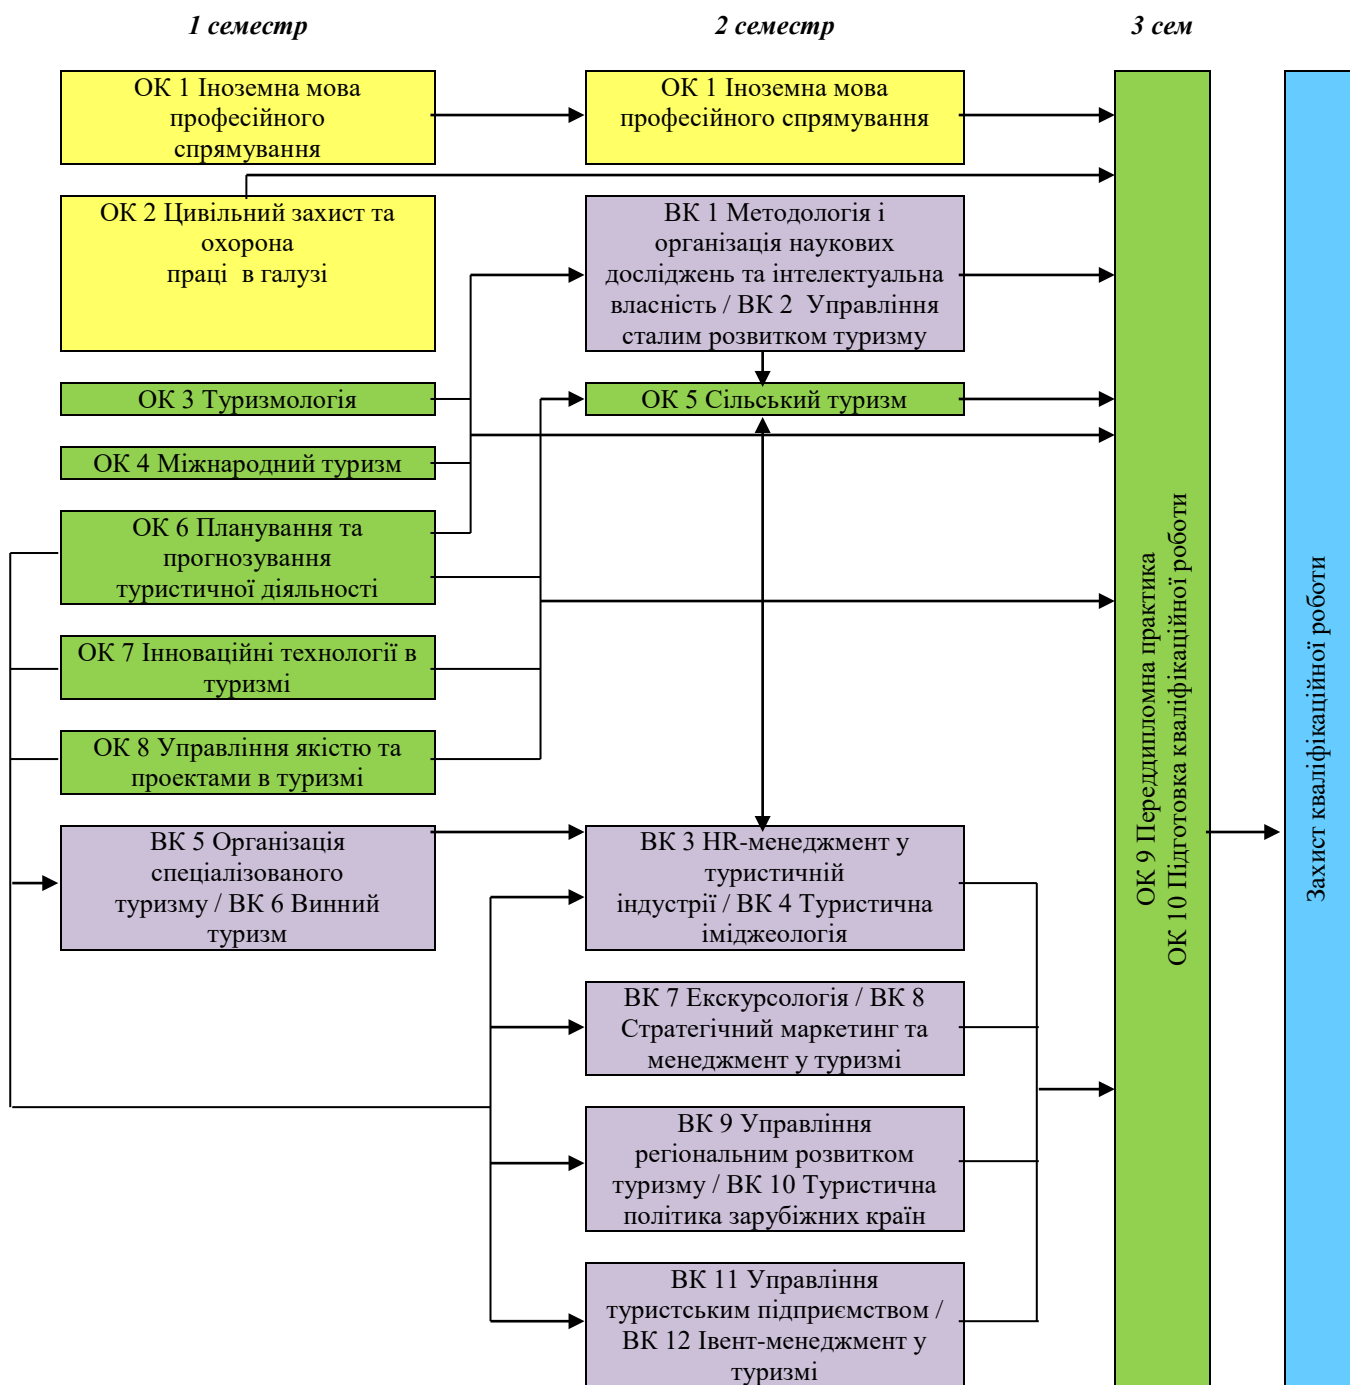 1 семестр
2 семестр
3 сем
ОК 1 Іноземна мова
професійного
спрямування
ОК 1 Іноземна мова
професійного спрямування
ОК 2 Цивільний захист та
охорона
праці в галузі
ВК 1 Методологія і
організація наукових
досліджень та інтелектуальна
власність / ВК 2 Управління
сталим розвитком туризму
ОК 3 Туризмологія
ОК 5 Сільський туризм
ОК 4 Міжнародний туризм
ОК 6 Планування та
прогнозування
туристичної діяльності
ОК 7 Інноваційні технології в
туризмі
ОК 8 Управління якістю та
проектами в туризмі
ВК 5 Організація
спеціалізованого
туризму / ВК 6 Винний
туризм
ВК 3 HR-менеджмент у
туристичній
індустрії / ВК 4 Туристична
іміджеологія
ВК 7 Екскурсологія / ВК 8
Стратегічний маркетинг та
менеджмент у туризмі
ВК 9 Управління
регіональним розвитком
туризму / ВК 10 Туристична
політика зарубіжних країн
ВК 11 Управління
туристським підприємством /
ВК 12 Івент-менеджмент у
туризмі
ОК 9 Переддипломна практика
ОК 10 Підготовка кваліфікаційної роботи
Захист кваліфікаційної роботи